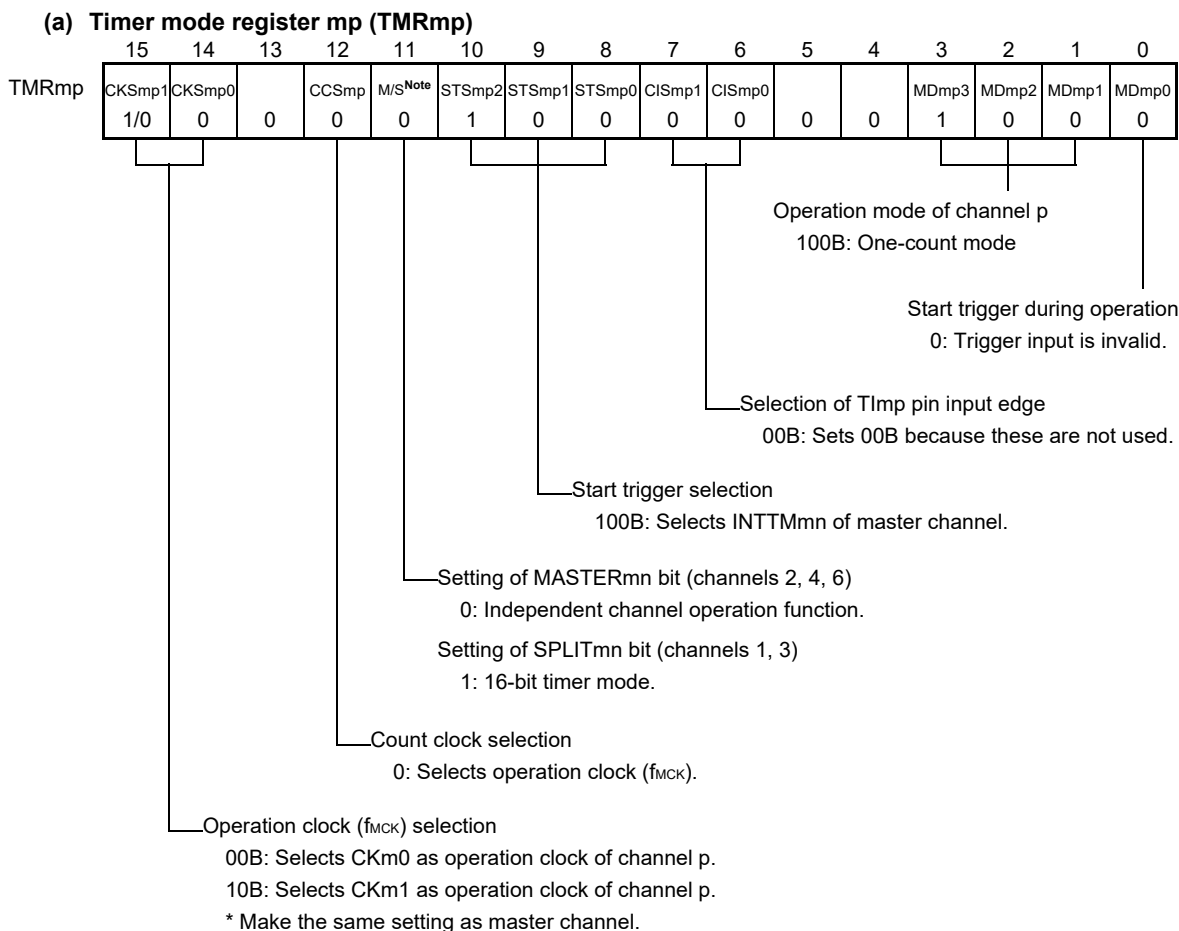 (a) Timer mode register mp (TMRmp)
15 14 13 12 11 10 9 8 7 6 5 4 3 2 1 0
TMRmp CKSmp1 CKSmp0 CCSmp M/SNote STSmp2 STSmp1 STSmp0 CISmp1 CISmp0 MDmp3 MDmp2 MDmp1 MDmp0
1/0 0 0 0 0 1 0 0 0 0 0 0 1 0 0 0
Operation mode of channel p
100B: One-count mode
Start trigger during operation
0: Trigger input is invalid.
Selection of TImp pin input edge
00B: Sets 00B because these are not used.
Start trigger selection
100B: Selects INTTMmn of master channel.
Setting of MASTERmn bit (channels 2, 4, 6)
0: Independent channel operation function.
Setting of SPLITmn bit (channels 1, 3)
1: 16-bit timer mode.
Count clock selection
0: Selects operation clock (fMCK).
Operation clock (fMCK) selection
00B: Selects CKm0 as operation clock of channel p.
10B: Selects CKm1 as operation clock of channel p.
* Make the same setting as master channel.